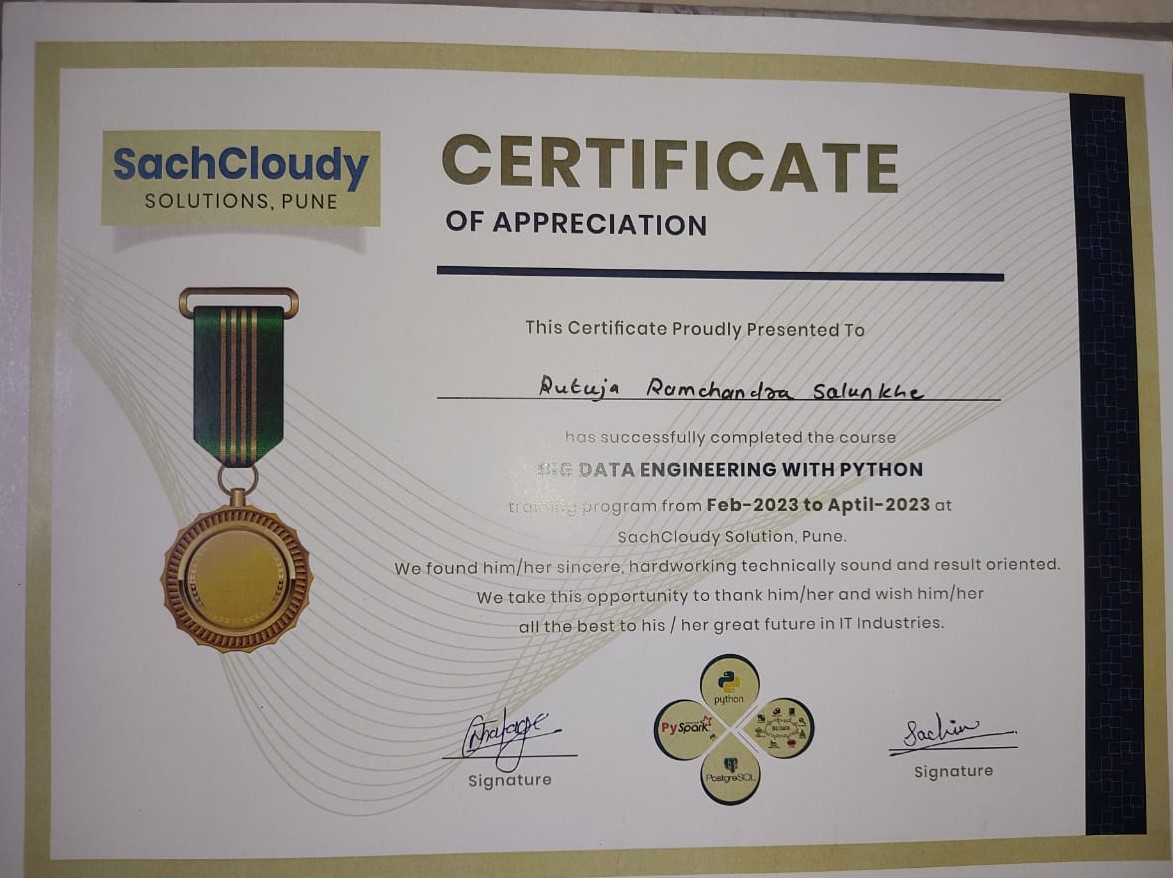 SachCloudy
SOLUTIONS, PUNE
CERTIFICATE
OF APPRECIATION
This Certificate Proudly Presented To
Rutuja Ramchandra Salunkhe
has successfully completed the course
BIG DATA ENGINEERING WITH PYTHON
training program from Feb-2023 to Aptil-2023 at
SachCloudy Solution, Pune.
We found him/her sincere, hardworking technically sound and result oriented.
We take this opportunity to thank him/her and wish him/her
all the best to his / her great future in IT Industries.
python
PySpark
BIG DATA
PostgreSQL
Signature
Sachin
Signature